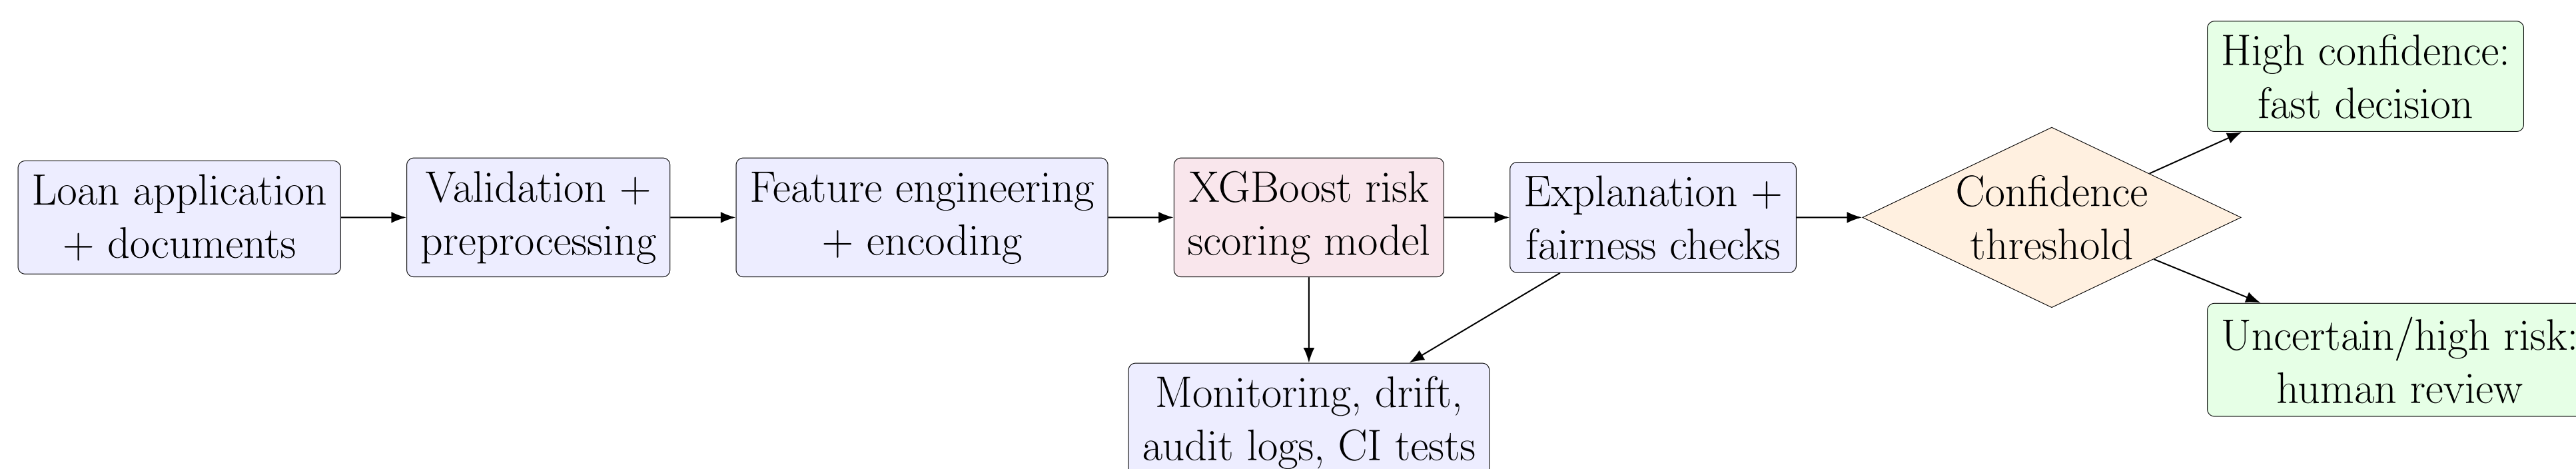 Loan application
+ documents
Validation +
preprocessing
Feature engineering
+ encoding
XGBoost risk
scoring model
Explanation +
fairness checks
Confidence
threshold
High confidence:
fast decision
Uncertain/high risk:
human review
Monitoring, drift,
audit logs, CI tests